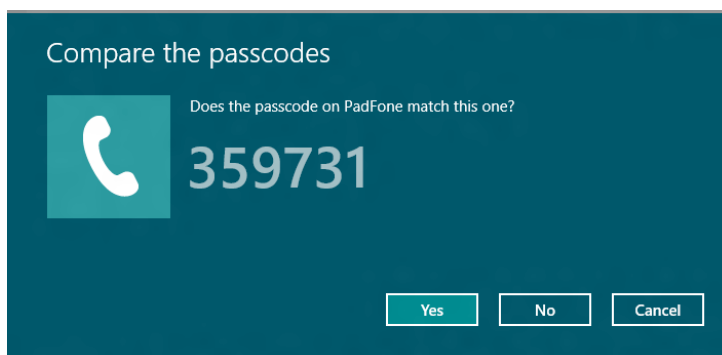 Compare the passcodes
Does the passcode on PadFone match this one?
359731
Yes No Cancel